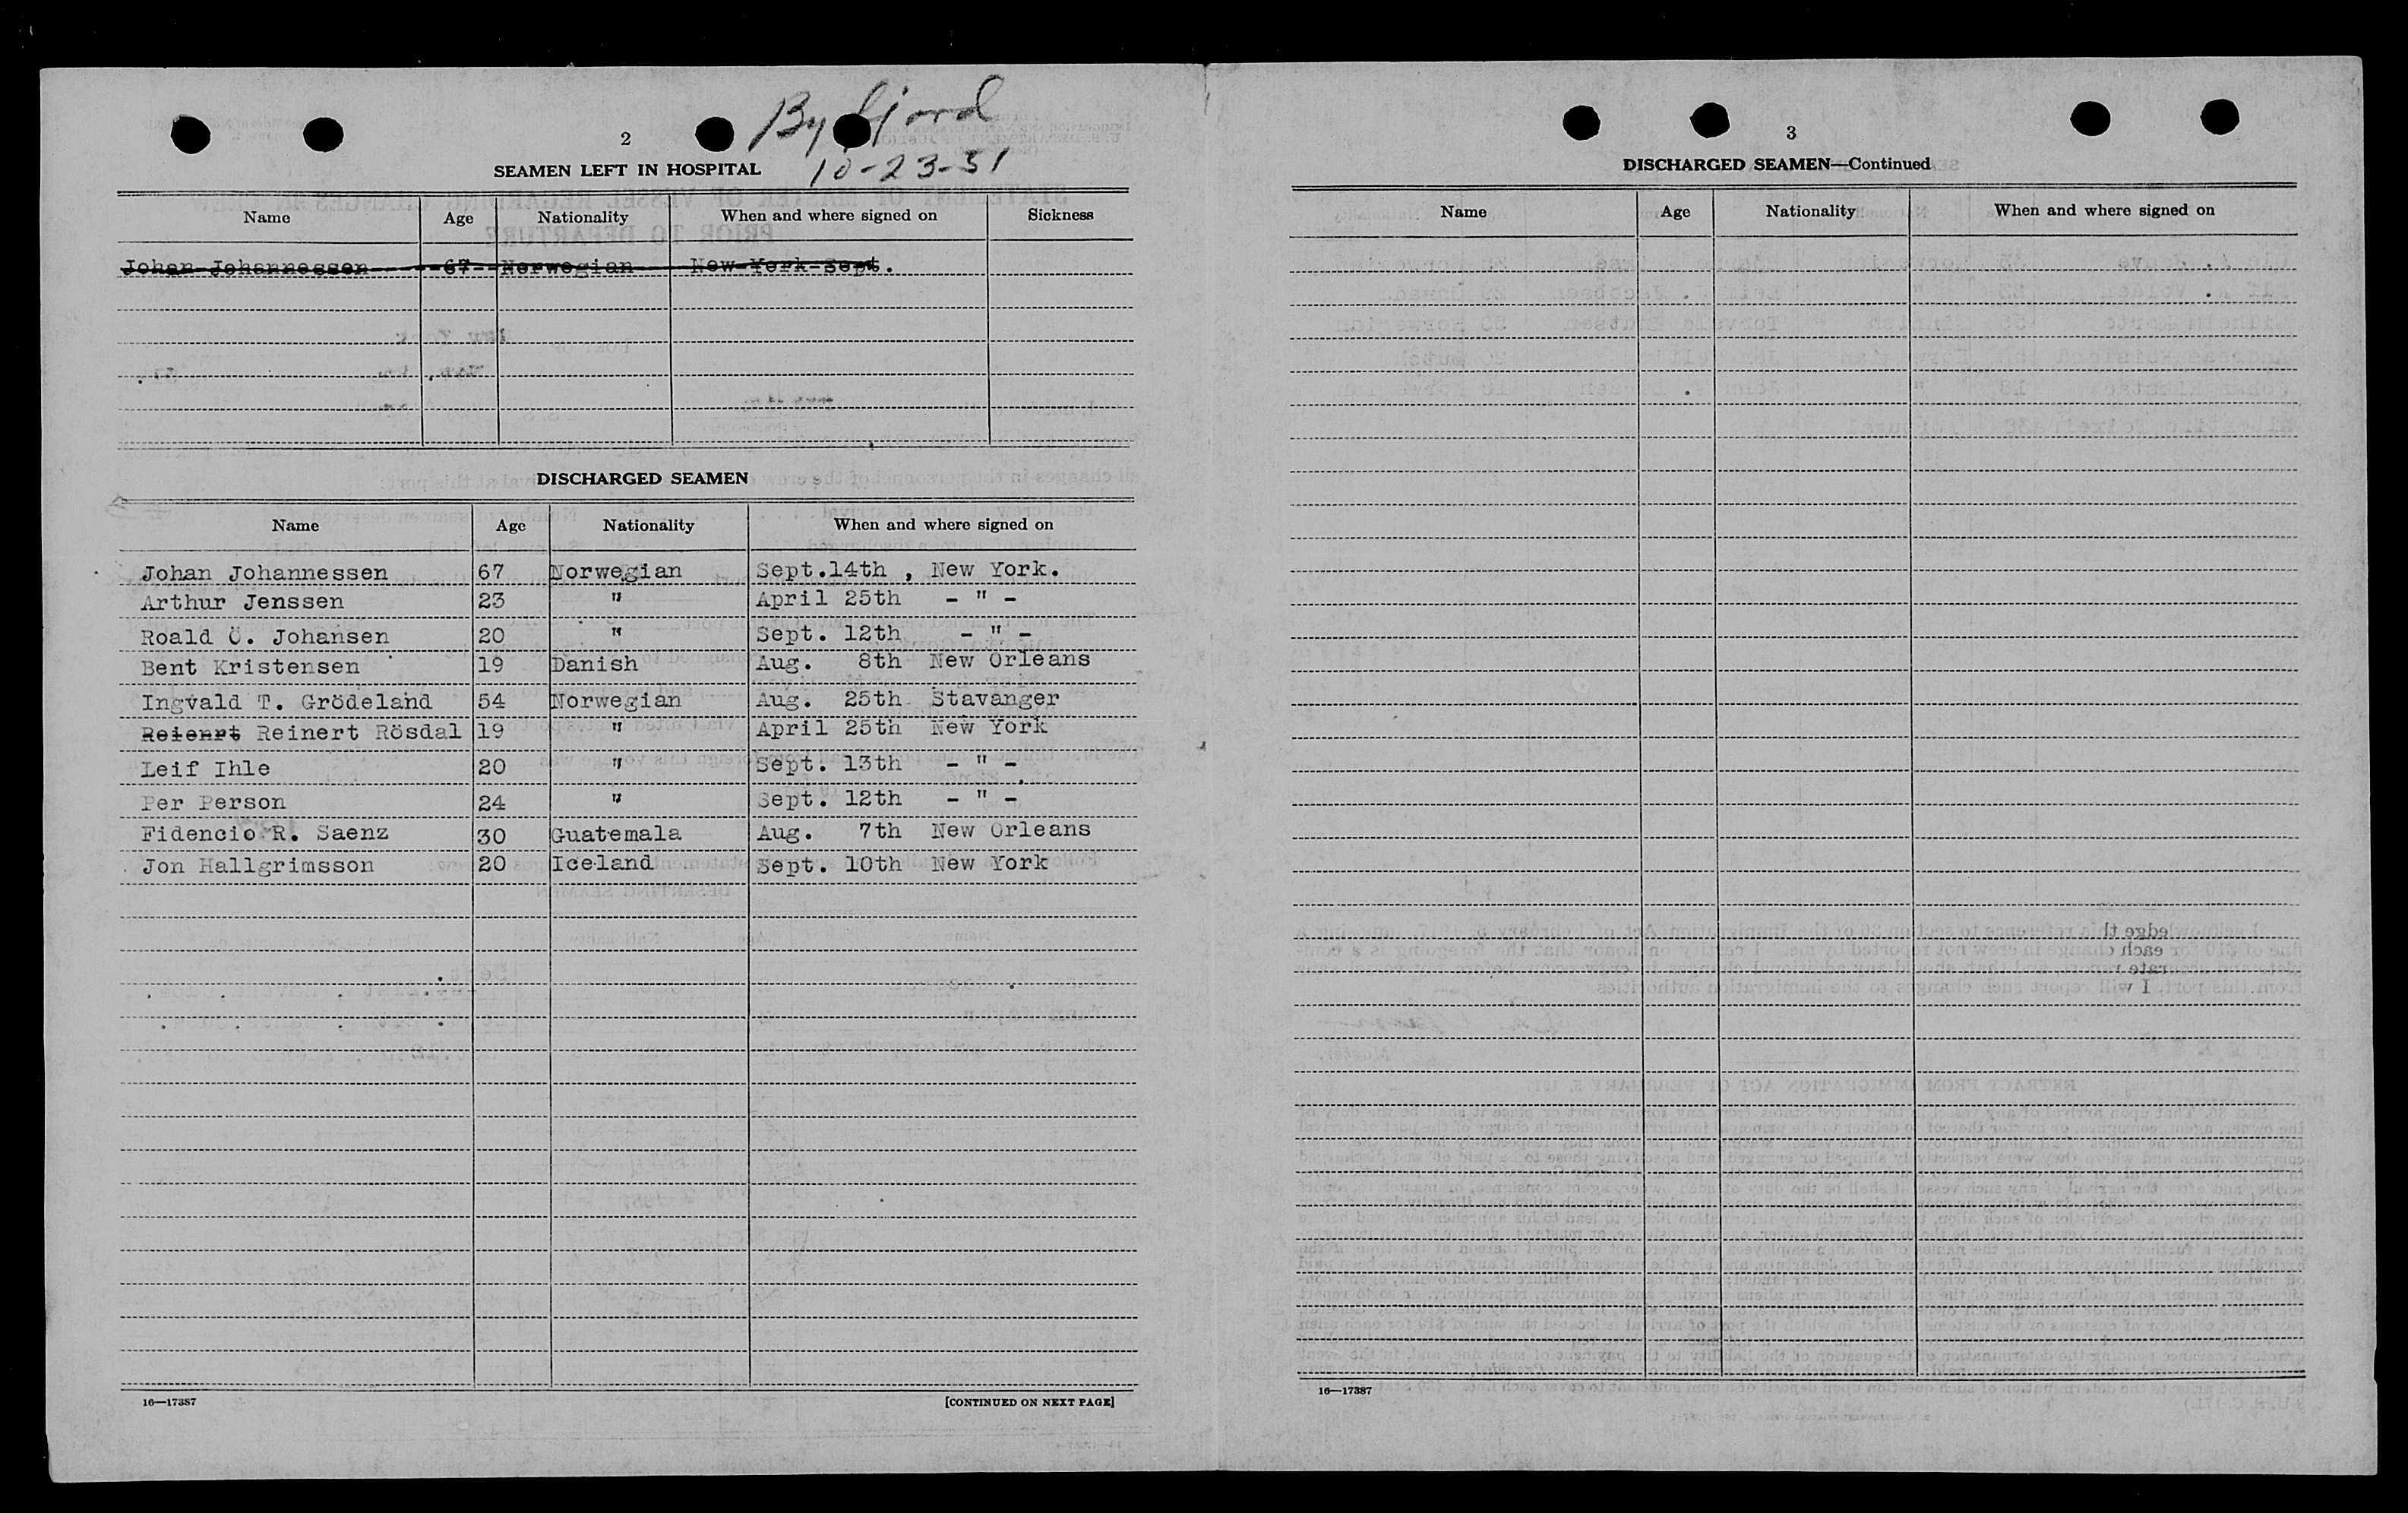 By fjord
10-23-51
2
SEAMEN LEFT IN HOSPITAL
Name Age Nationality When and where signed on Sickness
Johan Johannessen 67 Norwegian New York Sept.
DISCHARGED SEAMEN
Name Age Nationality When and where signed on
Johan Johannessen 67 Norwegian Sept.14th , New York.
Arthur Jenssen 23 " April 25th - " -
Roald Ö. Johansen 20 " Sept. 12th - " -
Bent Kristensen 19 Danish Aug. 8th New Orleans
Ingvald T. Grödeland 54 Norwegian Aug. 25th Stavanger
Reienrt Reinert Rösdal 19 " April 25th New York
Leif Ihle 20 " Sept. 13th - " -
Per Person 24 " Sept. 12th - " -
Fidencio R. Saenz 30 Guatemala Aug. 7th New Orleans
Jon Hallgrimsson 20 Iceland Sept. 10th New York
16—17387
[CONTINUED ON NEXT PAGE]
3
DISCHARGED SEAMEN—Continued
Name Age Nationality When and where signed on
16—17387